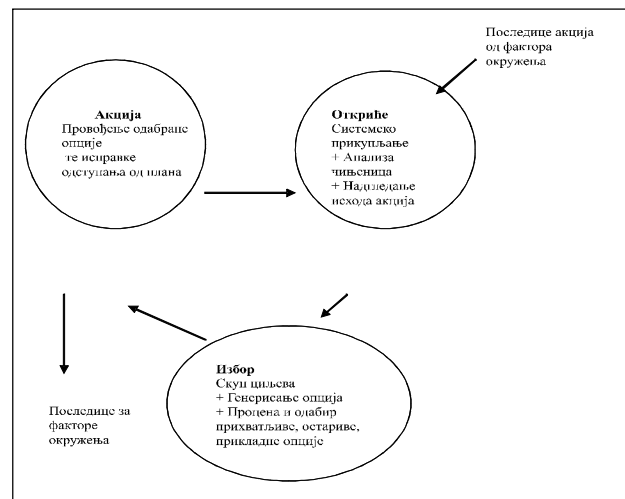 Последице акција
од фактора
окружења
Акција
Провођење одабране
опције
те исправке
одступања од плана
Откриће
Системско
прикупљање
+ Анализа
чињеница
+ Надгледање
исхода акција
Избор
Скуп циљева
+ Генерисање опција
+ Процена и одабир
прихватљиве, остариве,
прикладне опције
Последице за
факторе
окружења